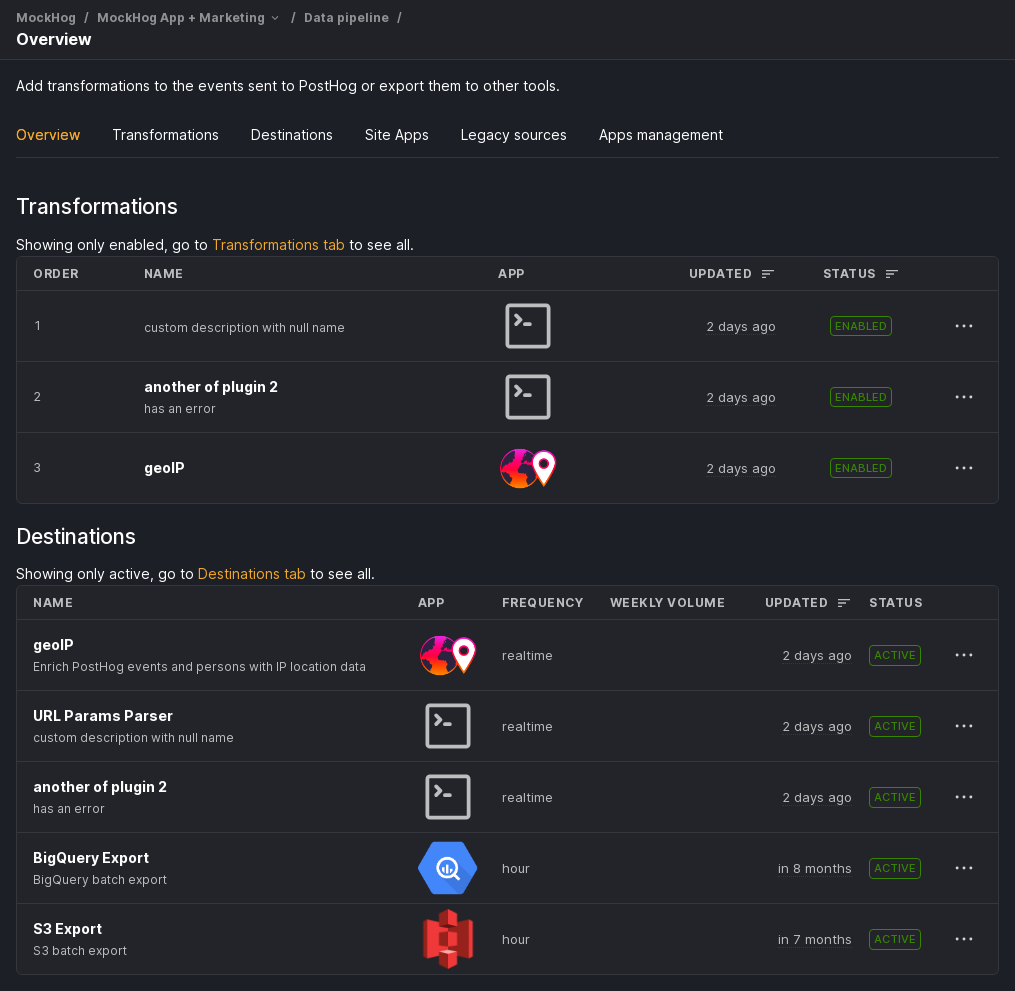 MockHog / MockHog App + Marketing / Data pipeline /
Overview
Add transformations to the events sent to PostHog or export them to other tools.
Overview Transformations Destinations Site Apps Legacy sources Apps management
Transformations
Showing only enabled, go to Transformations tab to see all.
ORDER NAME APP UPDATED STATUS
1 custom description with null name 2 days ago ENABLED
another of plugin 2
2 has an error 2 days ago ENABLED
3 geoIP 2 days ago ENABLED
Destinations
Showing only active, go to Destinations tab to see all.
NAME APP FREQUENCY WEEKLY VOLUME UPDATED STATUS
geoIP
Enrich PostHog events and persons with IP location data realtime 2 days ago ACTIVE
URL Params Parser
custom description with null name realtime 2 days ago ACTIVE
another of plugin 2
has an error realtime 2 days ago ACTIVE
BigQuery Export
BigQuery batch export hour in 8 months ACTIVE
S3 Export
S3 batch export hour in 7 months ACTIVE